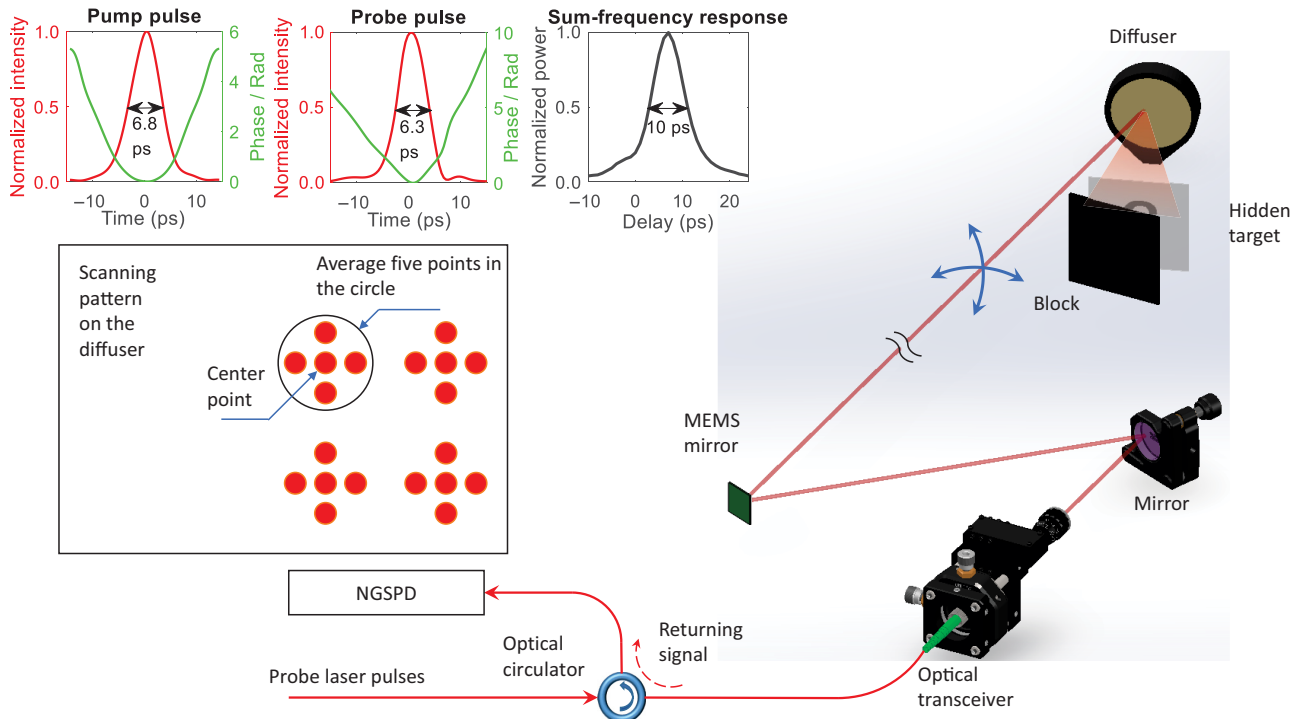 Pump pulse
Normalized intensity
1.0
0.5
0.0
6.8
ps
6
4
2
0
Phase / Rad
−10
0
10
Time (ps)
Probe pulse
Normalized intensity
1.0
0.5
0.0
6.3
ps
10
5
0
Phase / Rad
−10
0
10
Time (ps)
Sum-frequency response
Normalized power
1.0
0.5
0.0
10 ps
−10
0
10
20
Delay (ps)
Scanning
pattern
on the
diffuser
Average five points in
the circle
Center
point
Diffuser
Hidden
target
Block
MEMS
mirror
Mirror
NGSPD
Optical
circulator
Returning
signal
Probe laser pulses
Optical
transceiver